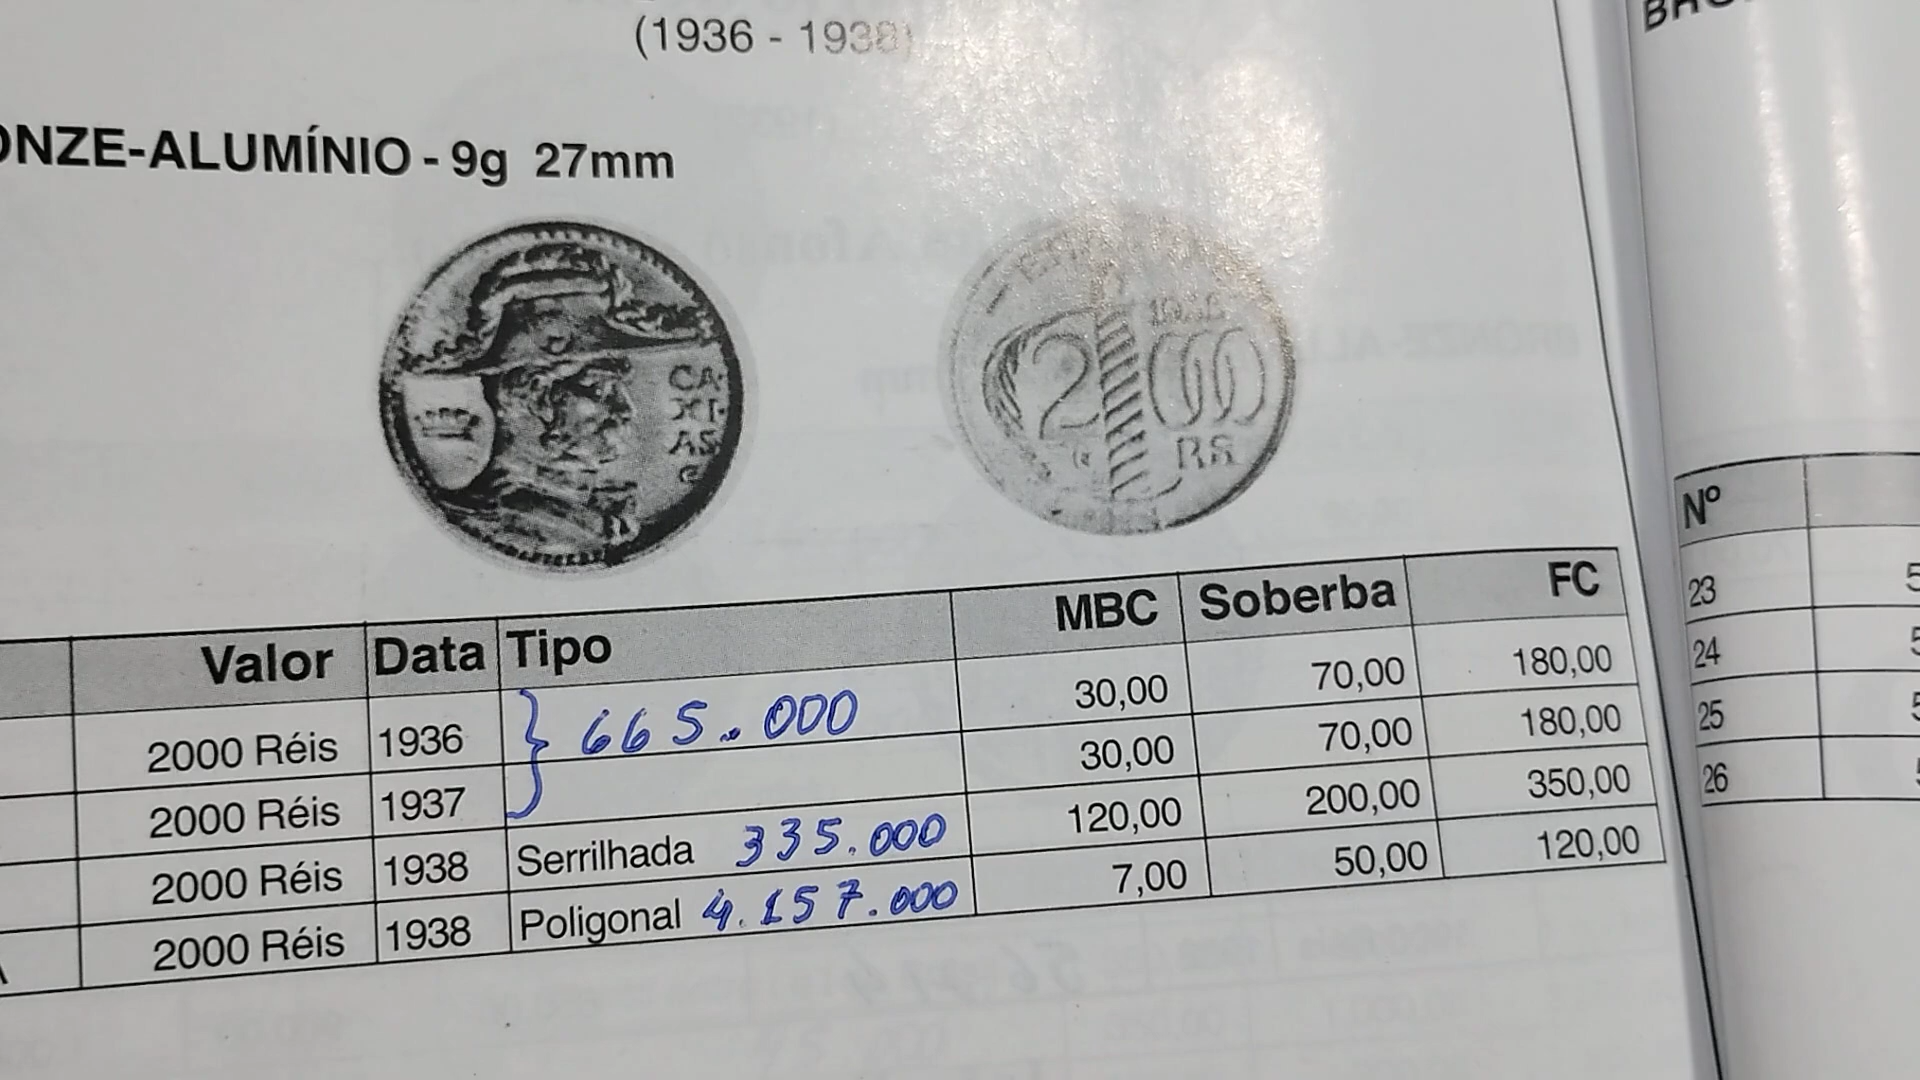 (1936 - 1938)
ONZE-ALUMÍNIO - 9g 27mm
CA-
XI-
AS
1938
2000
RS
Valor Data Tipo MBC Soberba FC
2000 Réis 1936 } 665.000 30,00 70,00 180,00
2000 Réis 1937 30,00 70,00 180,00
2000 Réis 1938 Serrilhada 335.000 120,00 200,00 350,00
2000 Réis 1938 Poligonal 4.157.000 7,00 50,00 120,00
Nº
23
24
25
26